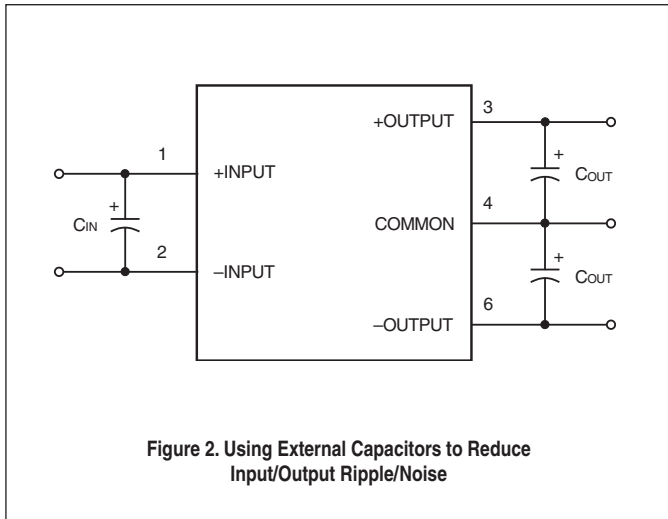 3
+OUTPUT
+
COUT
1
+INPUT
4
+
CIN
COMMON
2
+
COUT
–INPUT
6
–OUTPUT
Figure 2. Using External Capacitors to Reduce
Input/Output Ripple/Noise